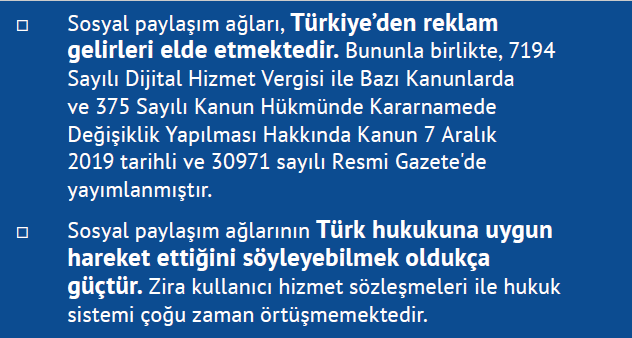 □ Sosyal paylaşım ağları, Türkiye’den reklam
gelirleri elde etmektedir. Bununla birlikte, 7194
Sayılı Dijital Hizmet Vergisi ile Bazı Kanunlarda
ve 375 Sayılı Kanun Hükmünde Kararnamede
Değişiklik Yapılması Hakkında Kanun 7 Aralık
2019 tarihli ve 30971 sayılı Resmi Gazete'de
yayımlanmıştır.
□ Sosyal paylaşım ağlarının Türk hukukuna uygun
hareket ettiğini söyleyebilmek oldukça
güçtür. Zira kullanıcı hizmet sözleşmeleri ile hukuk
sistemi çoğu zaman örtüşmemektedir.